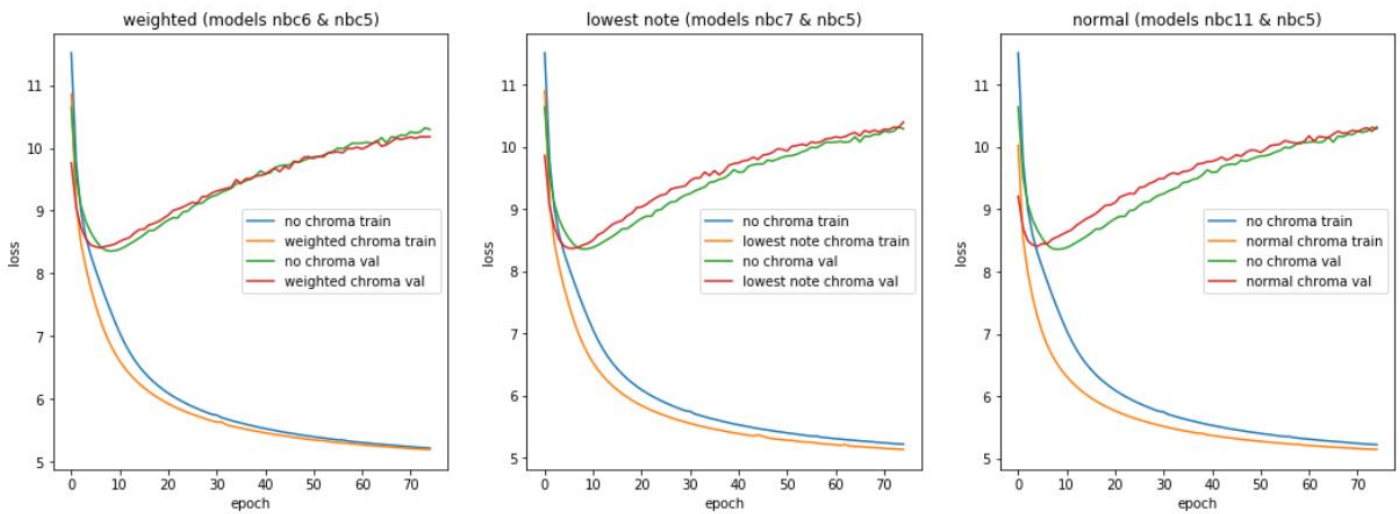 weighted (models nbc6 & nbc5)
11
10
9
8
7
6
5
loss
no chroma train
weighted chroma train
no chroma val
weighted chroma val
0 10 20 30 40 50 60 70
epoch
lowest note (models nbc7 & nbc5)
11
10
9
8
7
6
5
loss
no chroma train
lowest note chroma train
no chroma val
lowest note chroma val
0 10 20 30 40 50 60 70
epoch
normal (models nbc11 & nbc5)
11
10
9
8
7
6
5
loss
no chroma train
normal chroma train
no chroma val
normal chroma val
0 10 20 30 40 50 60 70
epoch